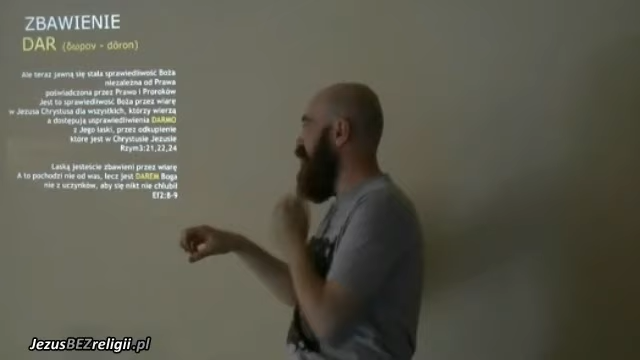 ZBAWIENIE
DAR (δωρον - dōron)
Ale teraz jawną się stała sprawiedliwość Boża
niezależna od Prawa
poświadczona przez Prawo i Proroków
Jest to sprawiedliwość Boża przez wiarę
w Jezusa Chrystusa dla wszystkich, którzy wierzą
a dostępują usprawiedliwienia DARMO
z Jego łaski, przez odkupienie
które jest w Chrystusie Jezusie
Rzym3:21,22,24
Łaską jesteście zbawieni przez wiarę
A to pochodzi nie od was, lecz jest DAREM Boga
nie z uczynków, aby się nikt nie chlubił
Ef2:8-9
JezusBEZreligii.pl